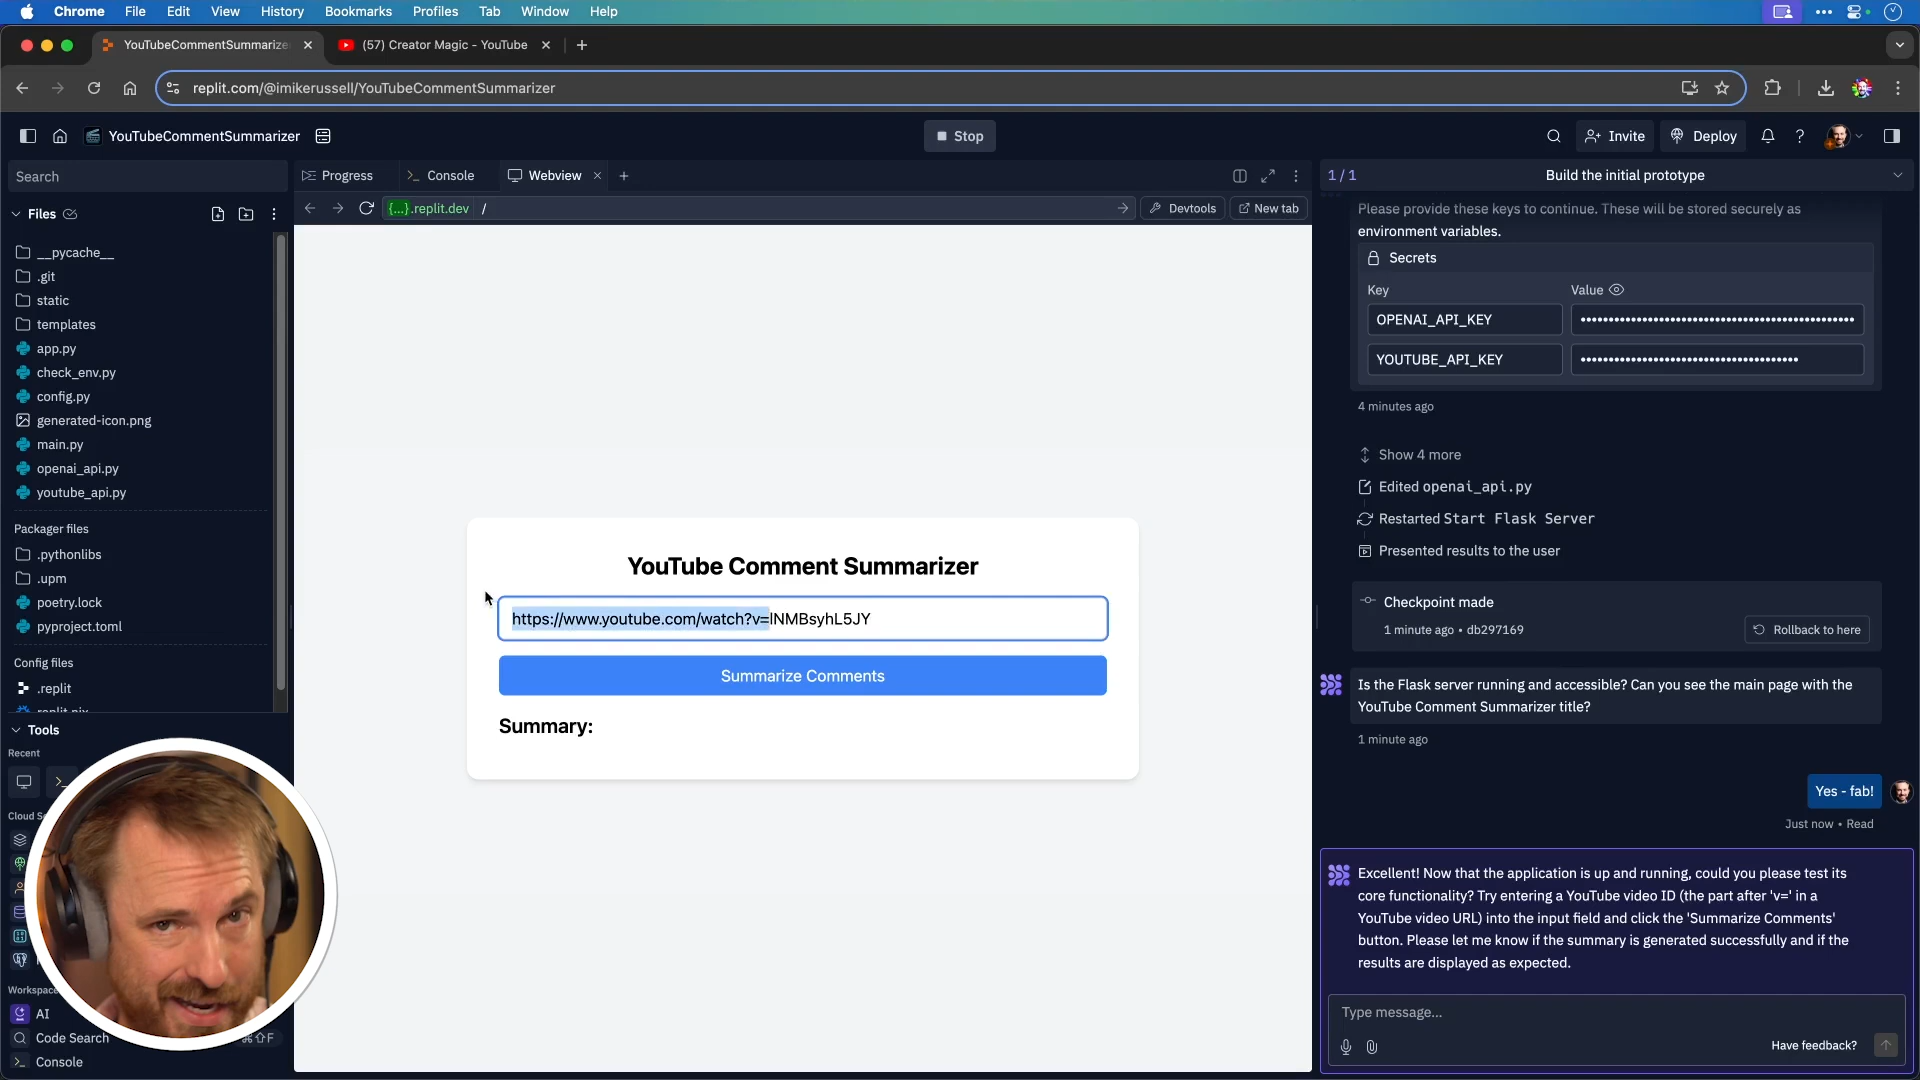 Chrome File Edit View History Bookmarks Profiles Tab Window Help
YouTubeCommentSummarize
(57) Creator Magic - YouTube
replit.com/@imikerussell/YouTubeCommentSummarizer
YouTubeCommentSummarizer
Stop
Invite
Deploy
Search
Files
__pycache__
.git
static
templates
app.py
check_env.py
config.py
generated-icon.png
main.py
openai_api.py
youtube_api.py
Packager files
.pythonlibs
.upm
poetry.lock
pyproject.toml
Config files
.replit
Tools
Recent
Workspace
AI
Code Search
Console
Progress
Console
Webview
{...}.replit.dev /
Devtools
New tab
YouTube Comment Summarizer
https://www.youtube.com/watch?v=lNMBsyhL5JY
Summarize Comments
Summary:
1 / 1
Build the initial prototype
Please provide these keys to continue. These will be stored securely as
environment variables.
Secrets
Key
Value
OPENAI_API_KEY
YOUTUBE_API_KEY
4 minutes ago
Show 4 more
Edited openai_api.py
Restarted Start Flask Server
Presented results to the user
Checkpoint made
1 minute ago • db297169
Rollback to here
Is the Flask server running and accessible? Can you see the main page with the
YouTube Comment Summarizer title?
1 minute ago
Yes - fab!
Just now • Read
Excellent! Now that the application is up and running, could you please test its
core functionality? Try entering a YouTube video ID (the part after 'v=' in a
YouTube video URL) into the input field and click the 'Summarize Comments'
button. Please let me know if the summary is generated successfully and if the
results are displayed as expected.
Type message...
Have feedback?